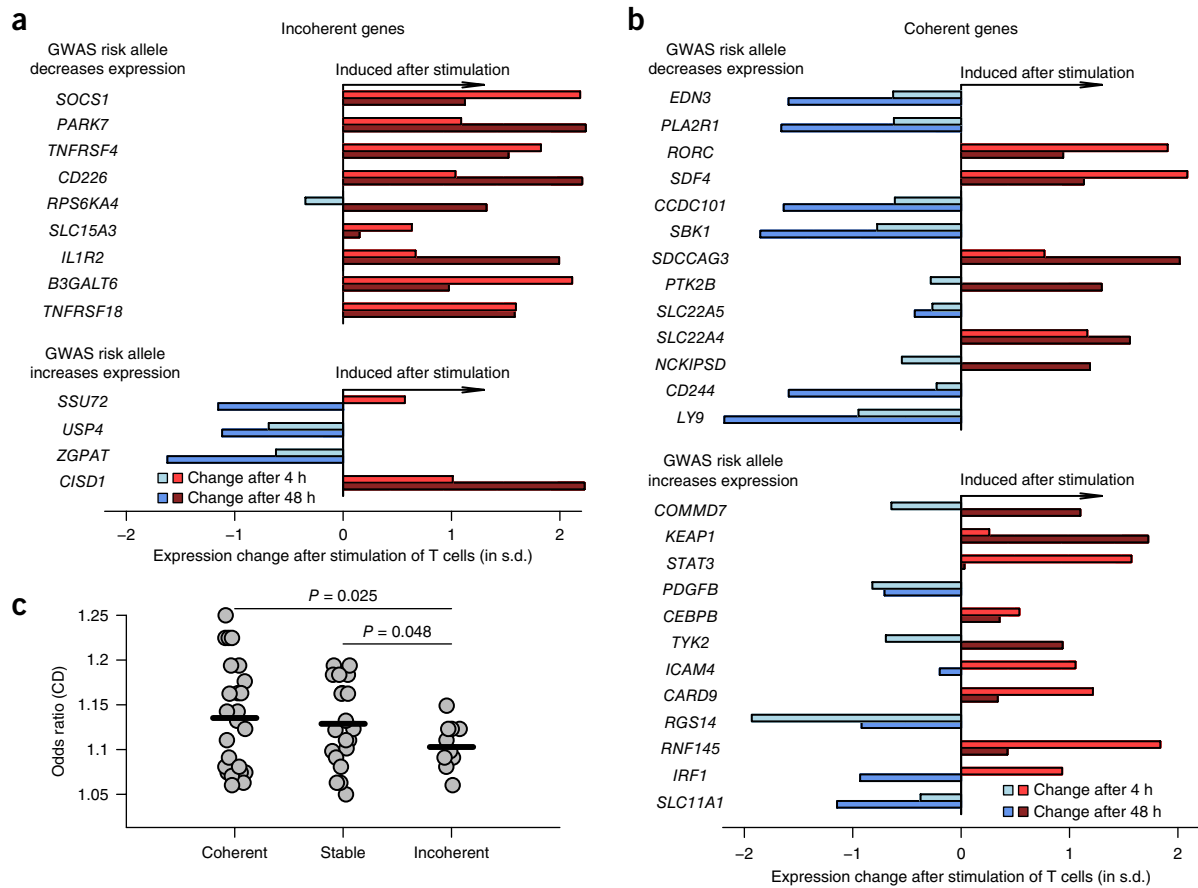 a
Incoherent genes
GWAS risk allele
decreases expression
Induced after stimulation
SOCS1
PARK7
TNFRSF4
CD226
RPS6KA4
SLC15A3
IL1R2
B3GALT6
TNFRSF18
GWAS risk allele
increases expression
Induced after stimulation
SSU72
USP4
ZGPAT
CISD1
Change after 4 h
Change after 48 h
−2 −1 0 1 2
Expression change after stimulation of T cells (in s.d.)
b
Coherent genes
GWAS risk allele
decreases expression
Induced after stimulation
EDN3
PLA2R1
RORC
SDF4
CCDC101
SBK1
SDCCAG3
PTK2B
SLC22A5
SLC22A4
NCKIPSD
CD244
LY9
GWAS risk allele
increases expression
Induced after stimulation
COMMD7
KEAP1
STAT3
PDGFB
CEBPB
TYK2
ICAM4
CARD9
RGS14
RNF145
IRF1
SLC11A1
Change after 4 h
Change after 48 h
−2 −1 0 1 2
Expression change after stimulation of T cells (in s.d.)
c
P = 0.025
P = 0.048
Odds ratio (CD)
1.25
1.2
1.15
1.1
1.05
Coherent Stable Incoherent